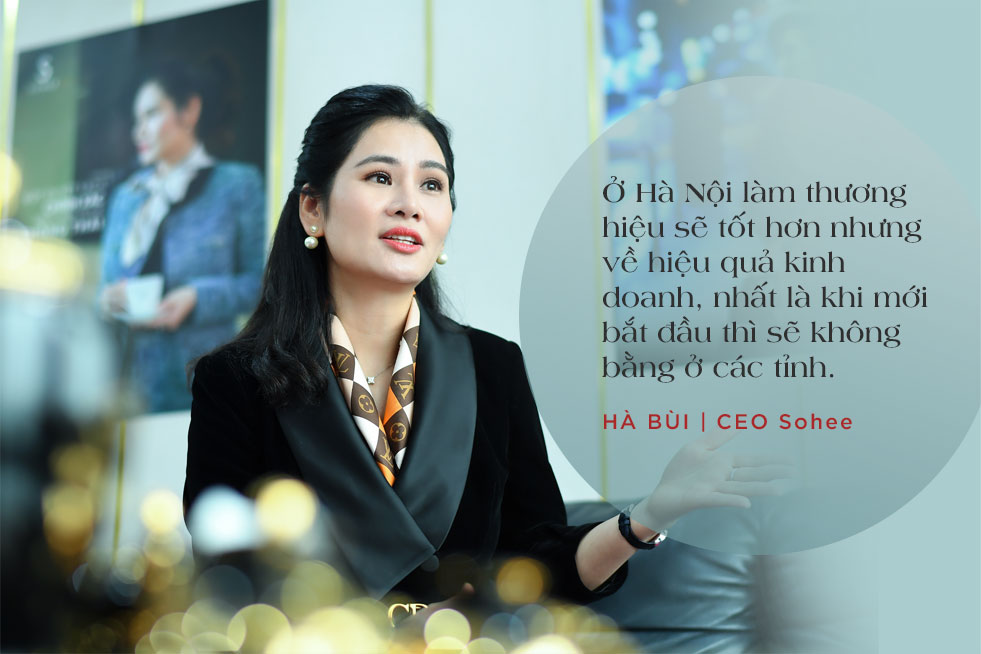 Ở Hà Nội làm thương
hiệu sẽ tốt hơn nhưng
về hiệu quả kinh
doanh, nhất là khi mới
bắt đầu thì sẽ không
bằng ở các tỉnh.
HÀ BÙI | CEO Sohee